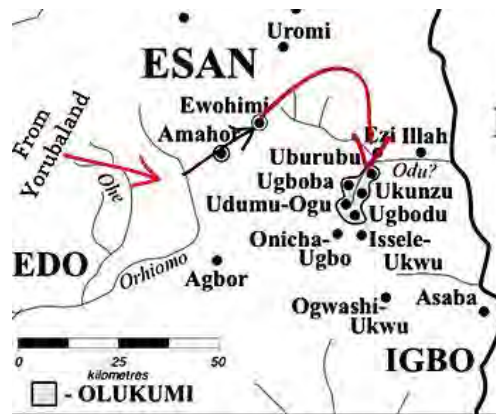 Uromi
ESAN
Ewohimi
Amahor
From
Yorubaland
Ezi Illah
Uburubu
Odu?
Ohe
Ugboba
Ukunzu
Udumu-Ogu
Ugbodu
EDO
Orhiomo
Onicha-
Ugbo
Issele-
Ukwu
Agbor
Ogwashi-
Ukwu
Asaba
0 25 50
kilometres
IGBO
- OLUKUMI